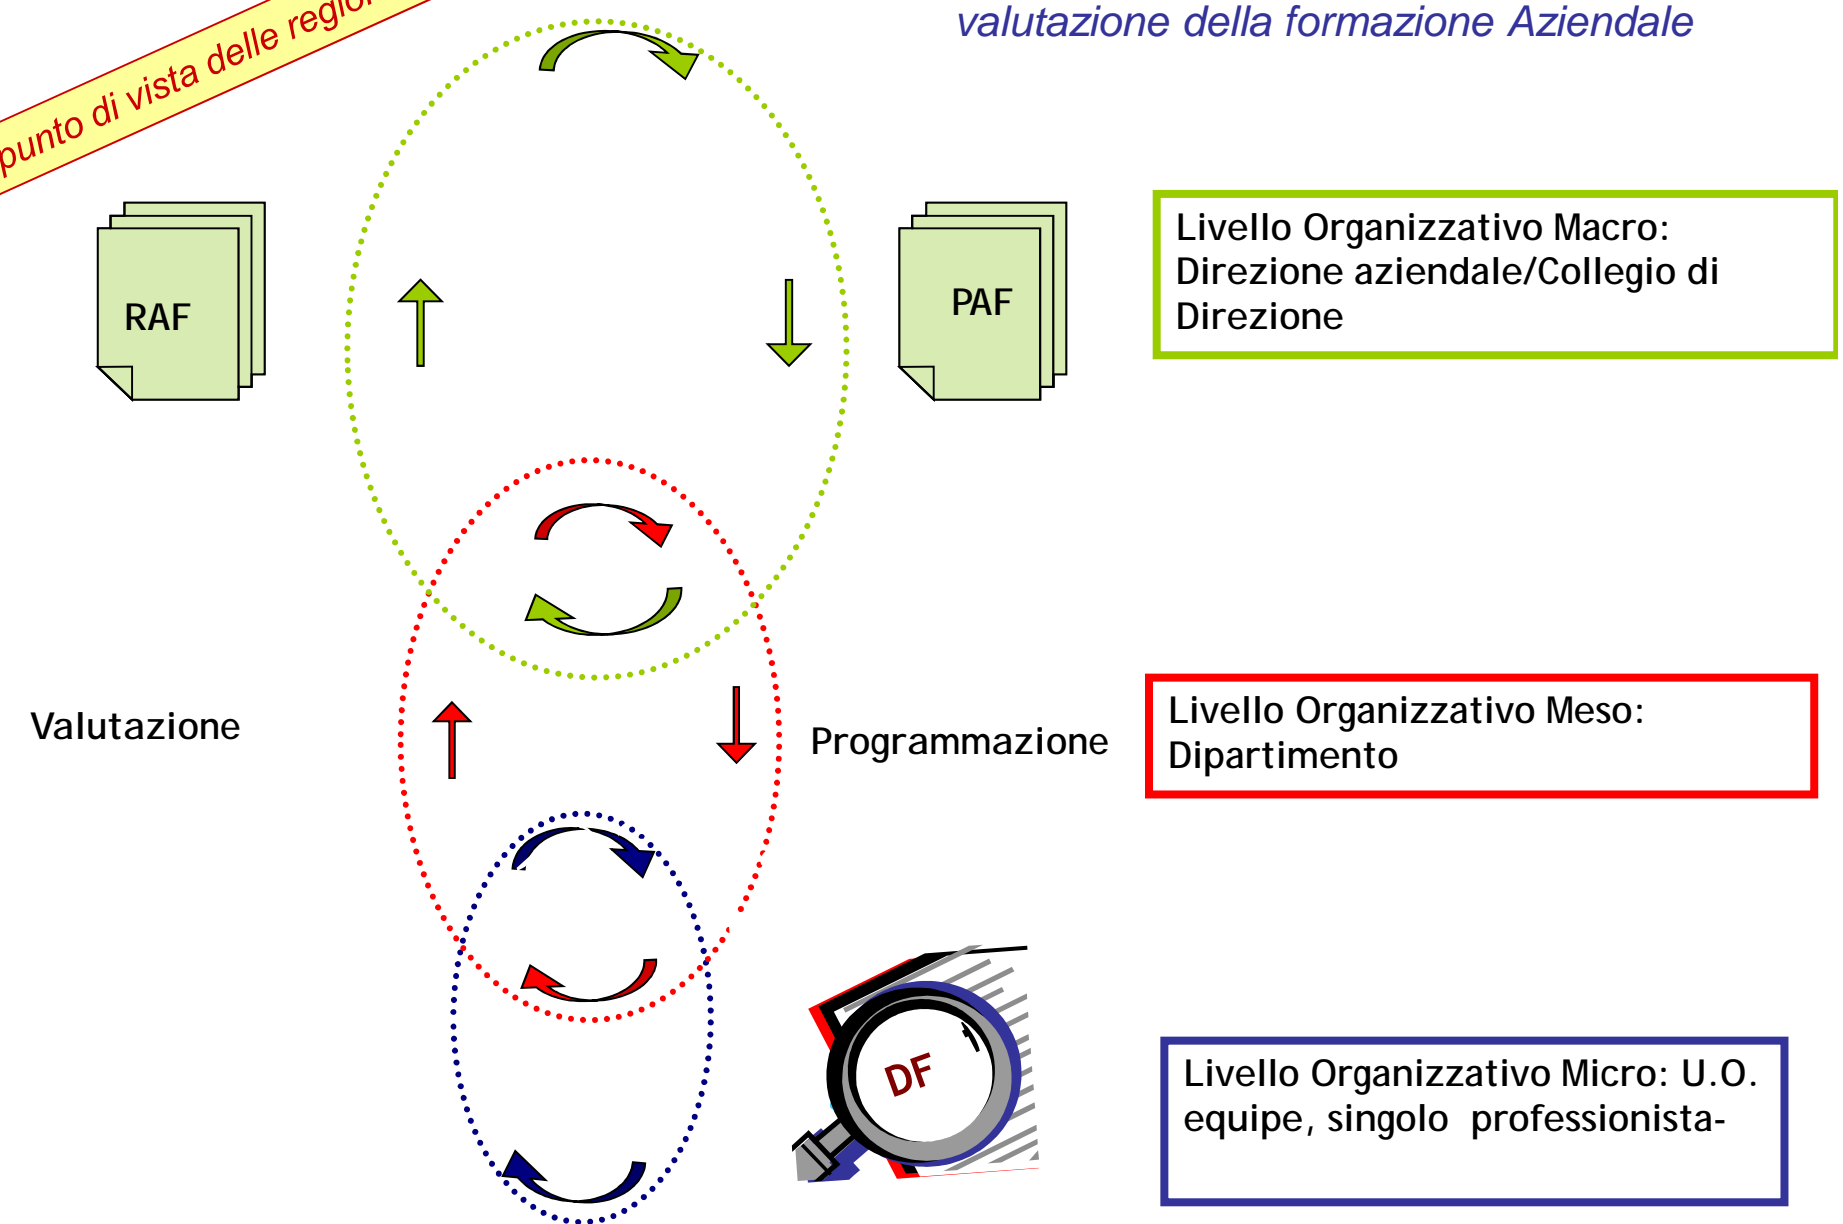 punto di vista delle
valutazione della formazione Aziendale
RAF
PAF
Livello Organizzativo Macro:
Direzione aziendale/Collegio di
Direzione
Valutazione
Programmazione
Livello Organizzativo Meso:
Dipartimento
DF
Livello Organizzativo Micro: U.O.
equipe, singolo professionista-